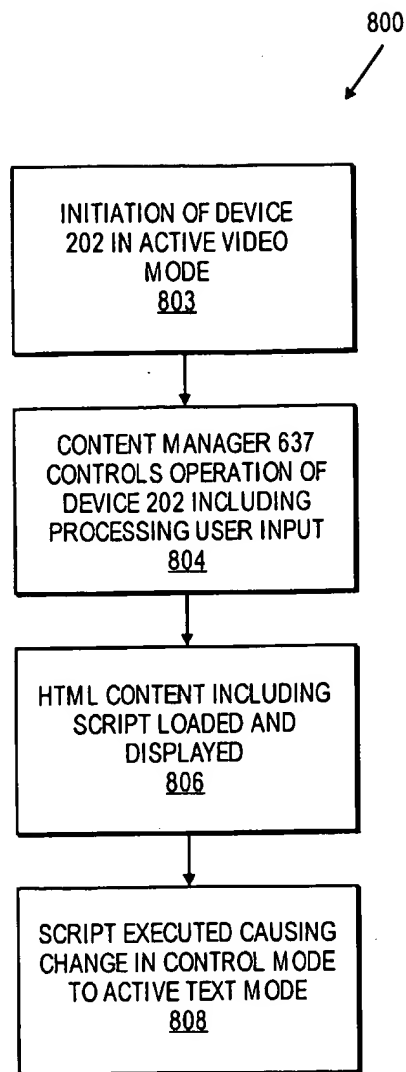 800
INITIATION OF DEVICE
202 IN ACTIVE VIDEO
MODE
803
CONTENT MANAGER 637
CONTROLS OPERATION OF
DEVICE 202 INCLUDING
PROCESSING USER INPUT
804
HTML CONTENT INCLUDING
SCRIPT LOADED AND
DISPLAYED
806
SCRIPT EXECUTED CAUSING
CHANGE IN CONTROL MODE
TO ACTIVE TEXT MODE
808